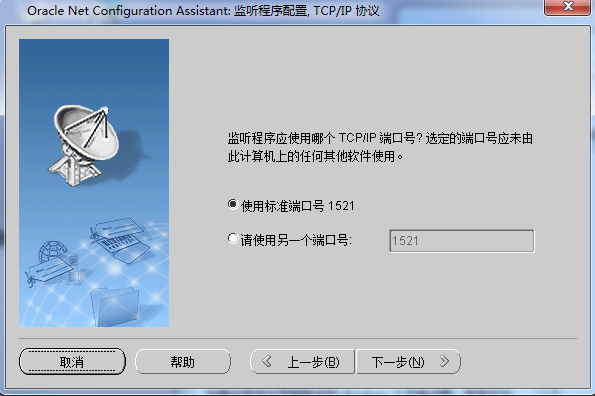 Oracle Net Configuration Assistant: 监听程序配置, TCP/IP 协议
监听程序应使用哪个 TCP/IP 端口号? 选定的端口号应未由
此计算机上的任何其他软件使用。
使用标准端口号 1521
请使用另一个端口号: 1521
取消 帮助 上一步(B) 下一步(N)